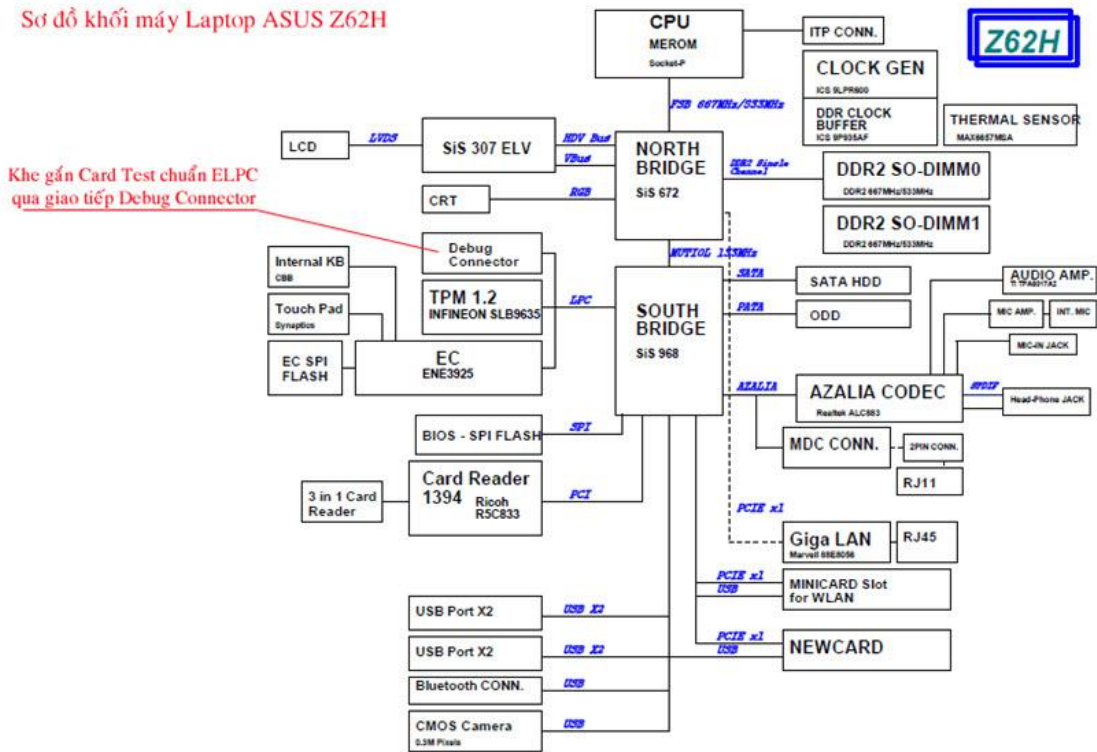 Sơ đồ khối máy Laptop ASUS Z62H
CPU
MEROM
Socket-P
ITP CONN.
Z62H
CLOCK GEN
ICS 9LPR600
DDR CLOCK
BUFFER
ICS 9P935AF
THERMAL SENSOR
MAX6657MSA
FSB 667MHz/533MHz
LCD
LVDS
SiS 307 ELV
HDV Bus
VBus
NORTH
BRIDGE
SiS 672
DDR2 Single
Channel
DDR2 SO-DIMM0
DDR2 667MHz/533MHz
DDR2 SO-DIMM1
DDR2 667MHz/533MHz
Khe gắn Card Test chuẩn ELPC
qua giao tiếp Debug Connector
CRT
RGB
MUTIOL 133MHz
Debug
Connector
Internal KB
CBB
Touch Pad
Synaptics
EC SPI
FLASH
TPM 1.2
INFINEON SLB9635
LPC
EC
ENE3925
SOUTH
BRIDGE
SiS 968
SATA
SATA HDD
PATA
ODD
AUDIO AMP.
TI TPA6017A2
MIC AMP.
INT. MIC
MIC-IN JACK
AZALIA
AZALIA CODEC
Realtek ALC883
SPDIF
Head-Phone JACK
BIOS - SPI FLASH
SPI
MDC CONN.
2PIN CONN.
RJ11
3 in 1 Card
Reader
Card Reader
1394
Ricoh
R5C833
PCI
PCIE x1
Giga LAN
Marvell 88E8056
RJ45
PCIE x1
USB
MINICARD Slot
for WLAN
USB Port X2
USB X2
USB Port X2
USB X2
PCIE x1
USB
NEWCARD
Bluetooth CONN.
USB
CMOS Camera
0.3M Pixels
USB